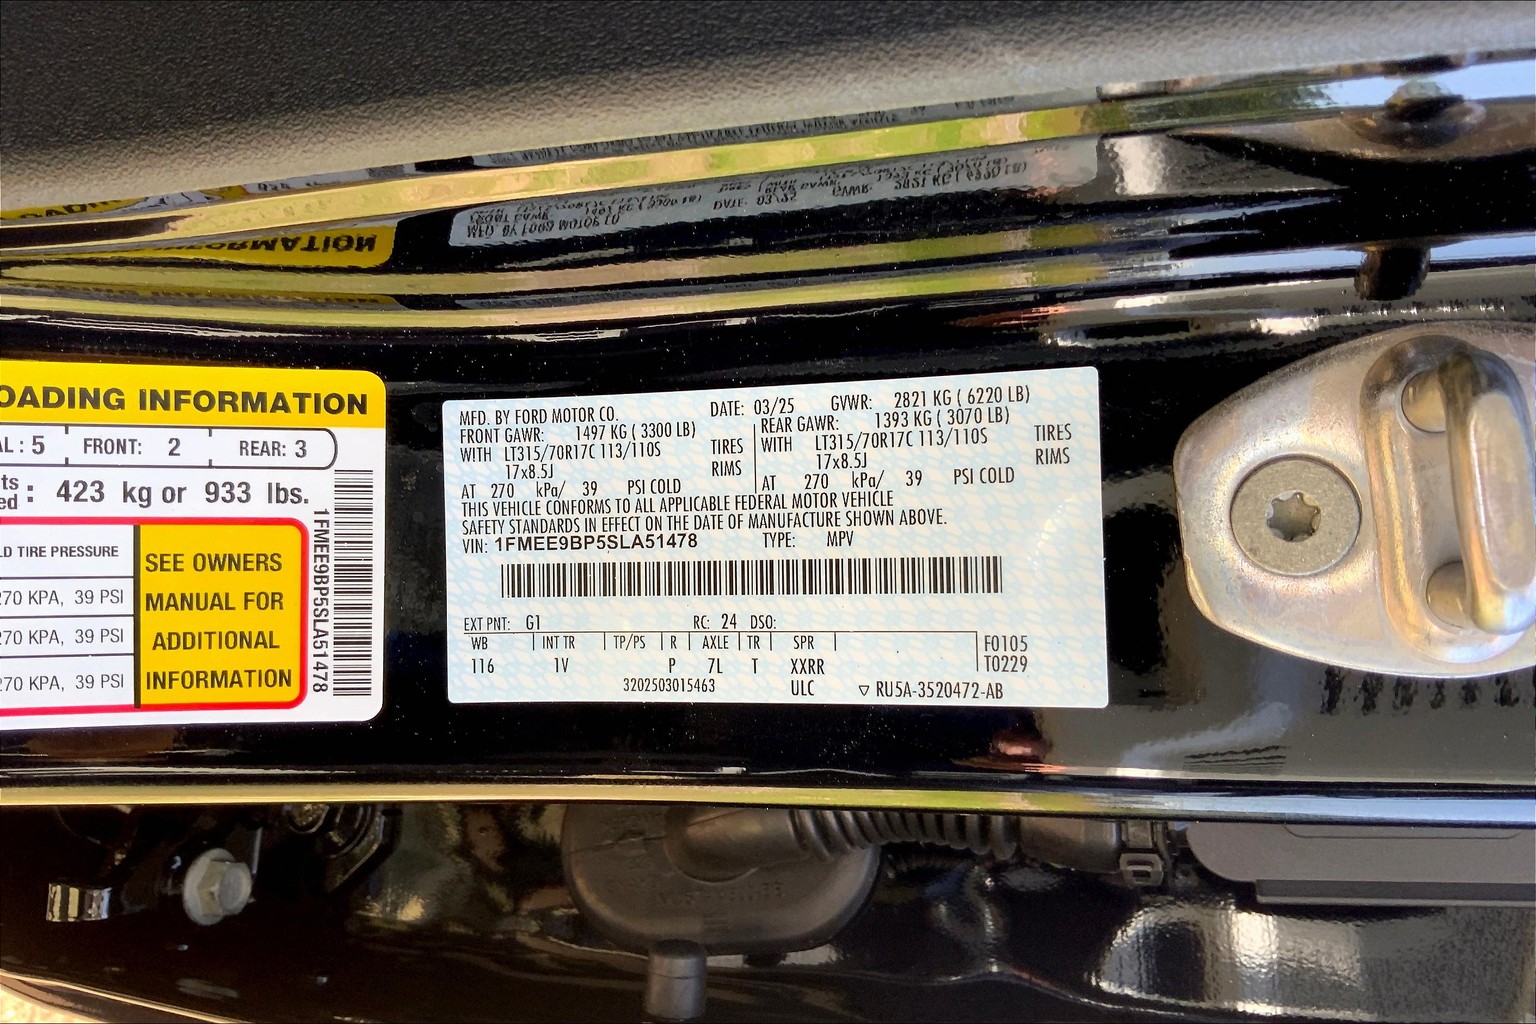 OADING INFORMATION
AL : 5 FRONT: 2 REAR: 3
ts
ed : 423 kg or 933 lbs.
LD TIRE PRESSURE
270 KPA, 39 PSI
270 KPA, 39 PSI
270 KPA, 39 PSI
SEE OWNERS
MANUAL FOR
ADDITIONAL
INFORMATION
1FMEE9BP5SLA51478
MFD. BY FORD MOTOR CO. DATE: 03/25 GVWR: 2821 KG ( 6220 LB)
FRONT GAWR: 1497 KG ( 3300 LB) REAR GAWR: 1393 KG ( 3070 LB)
WITH LT315/70R17C 113/110S TIRES WITH LT315/70R17C 113/110S TIRES
17x8.5J RIMS 17x8.5J RIMS
AT 270 kPa/ 39 PSI COLD AT 270 kPa/ 39 PSI COLD
THIS VEHICLE CONFORMS TO ALL APPLICABLE FEDERAL MOTOR VEHICLE
SAFETY STANDARDS IN EFFECT ON THE DATE OF MANUFACTURE SHOWN ABOVE.
VIN: 1FMEE9BP5SLA51478 TYPE: MPV
EXT PNT: G1 RC: 24 DSO:
WB INT TR TP/PS R AXLE TR SPR F0105
116 1V P 7L T XXRR T0229
3202503015463 ULC ▽ RU5A-3520472-AB